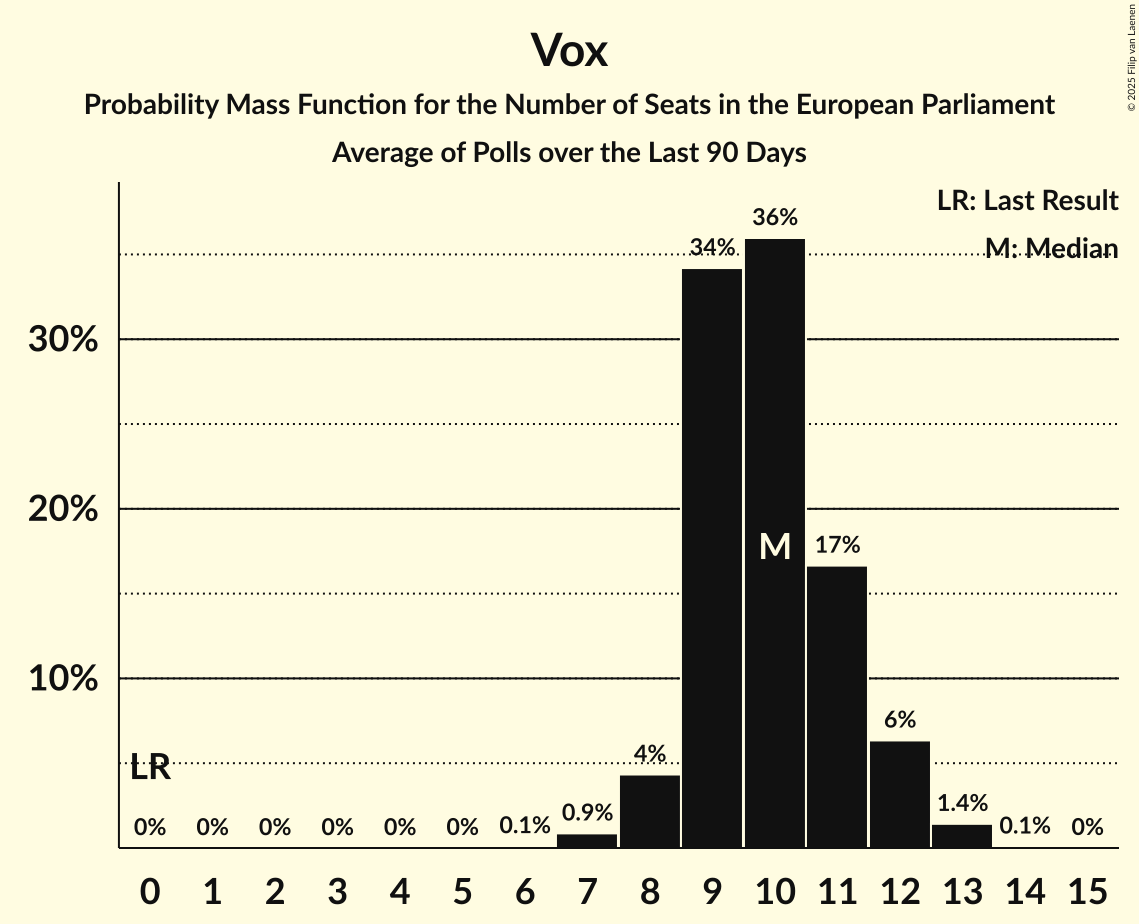 Vox
Probability Mass Function for the Number of Seats in the European Parliament
Average of Polls over the Last 90 Days
© 2025 Filip van Laenen
LR: Last Result
M: Median
30%
20%
10%
LR
M
0% 0% 0% 0% 0% 0% 0.1% 0.9% 4% 34% 36% 17% 6% 1.4% 0.1% 0%
0 1 2 3 4 5 6 7 8 9 10 11 12 13 14 15